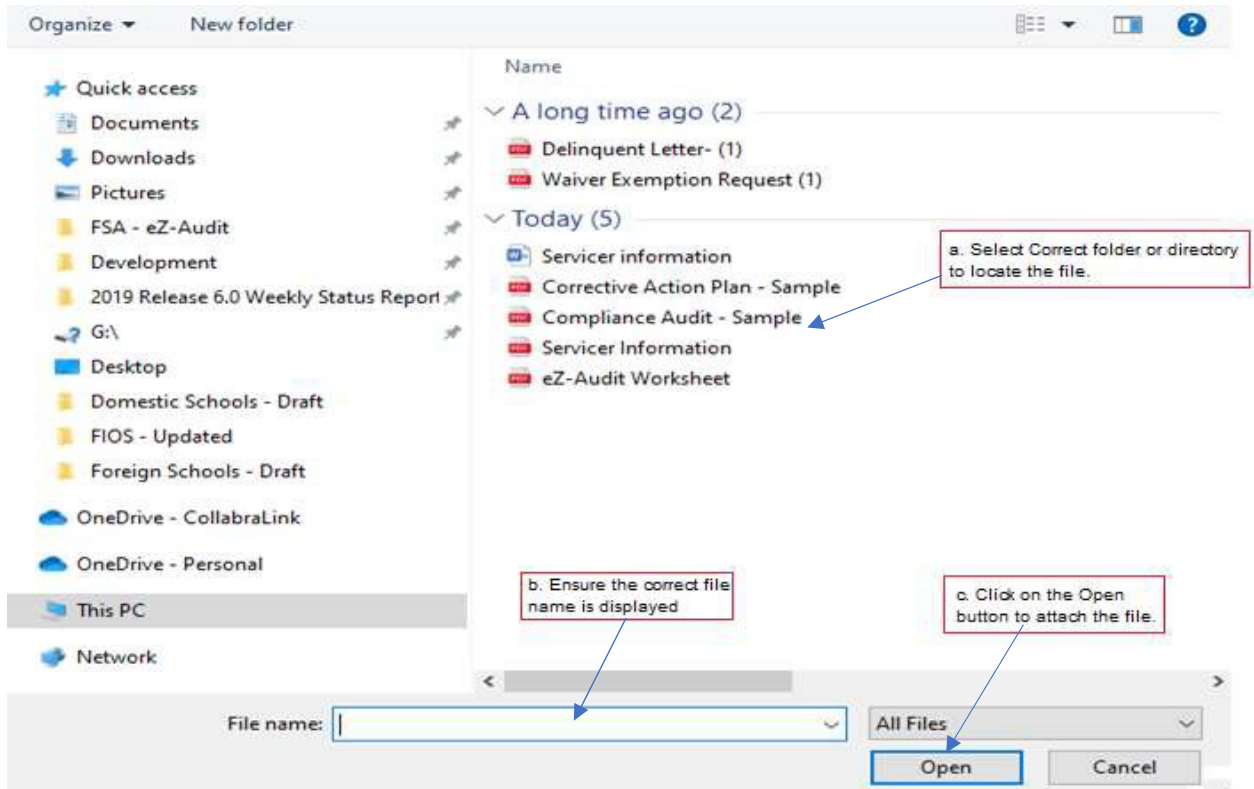 Organize New folder
Quick access
Documents
Downloads
Pictures
FSA - eZ-Audit
Development
2019 Release 6.0 Weekly Status Report
G:\
Desktop
Domestic Schools - Draft
FIOS - Updated
Foreign Schools - Draft
OneDrive - CollabraLink
OneDrive - Personal
This PC
Network
Name
A long time ago (2)
Delinquent Letter- (1)
Waiver Exemption Request (1)
Today (5)
Servicer information
Corrective Action Plan - Sample
Compliance Audit - Sample
Servicer Information
eZ-Audit Worksheet
a. Select Correct folder or directory
to locate the file.
b. Ensure the correct file
name is displayed
c. Click on the Open
button to attach the file.
File name:
All Files
Open Cancel